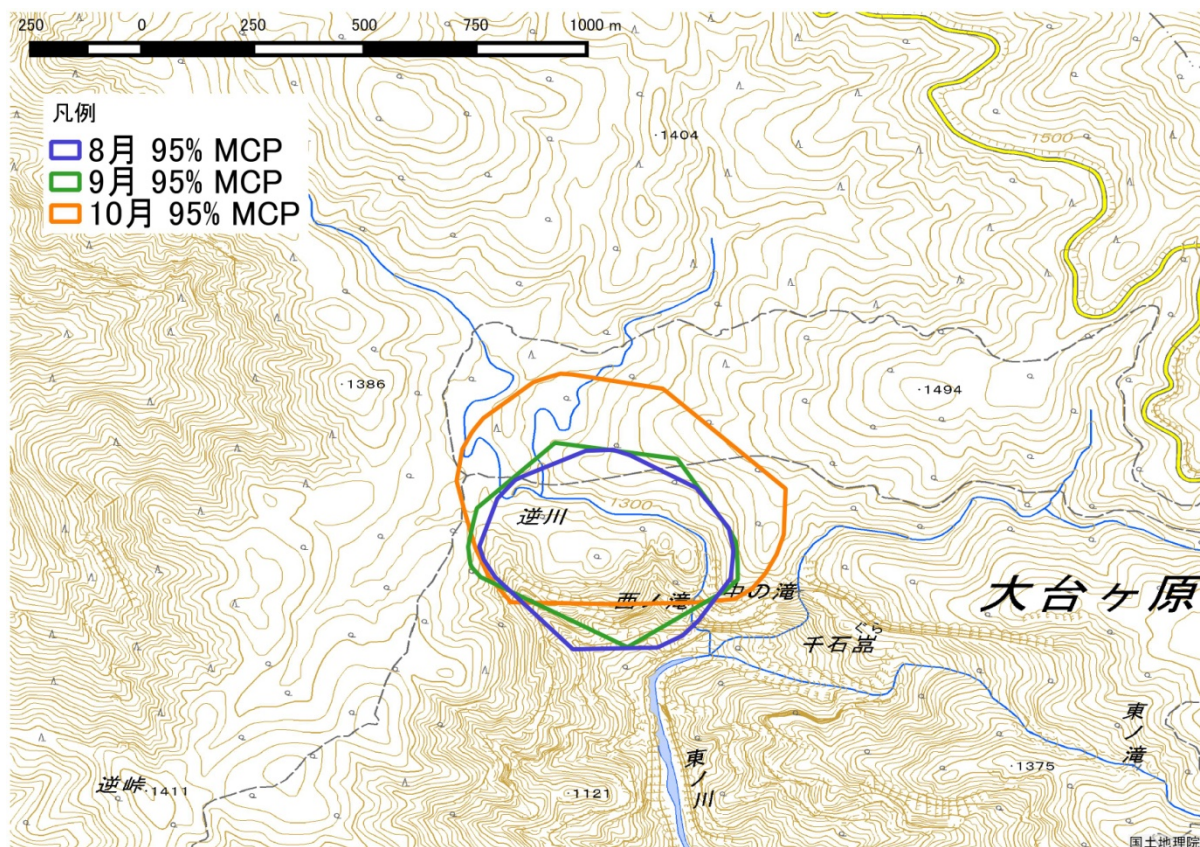 250 0 250 500 750 1000 m
凡例
8月 95% MCP
9月 95% MCP
10月 95% MCP
1404
1500
1386
1494
1300
逆川
西ノ滝
中の滝
大台ヶ原
ぐら
千石嵓
東ノ滝
東ノ川
1375
逆峠
1411
1121
国土地理院